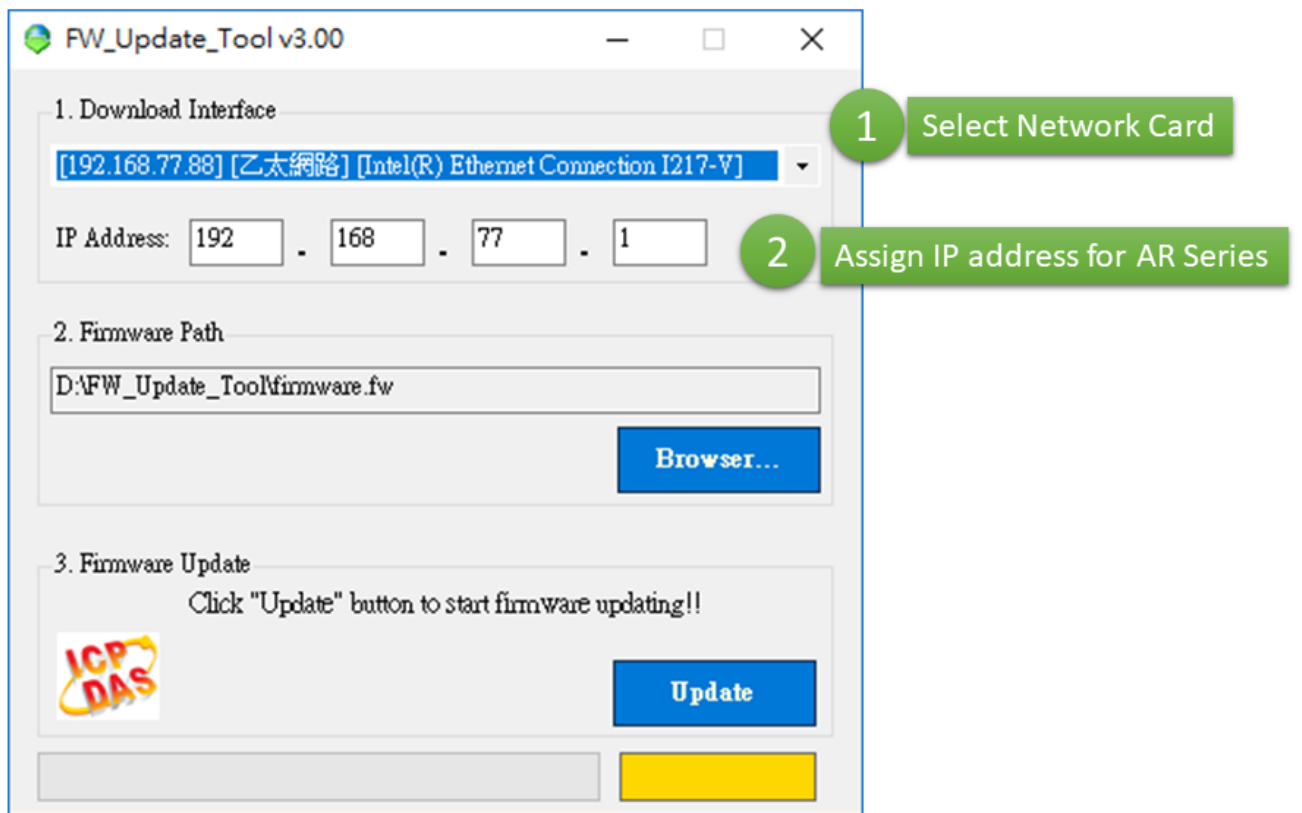 FW_Update_Tool v3.00
1. Download Interface
1 Select Network Card
[192.168.77.88] [乙太網路] [Intel(R) Ethernet Connection I217-V]
IP Address: 192 . 168 . 77 . 1
2 Assign IP address for AR Series
2. Firmware Path
D:\FW_Update_Tool\firmware.fw
Browser...
3. Firmware Update
Click "Update" button to start firmware updating!!
ICP
DAS
Update